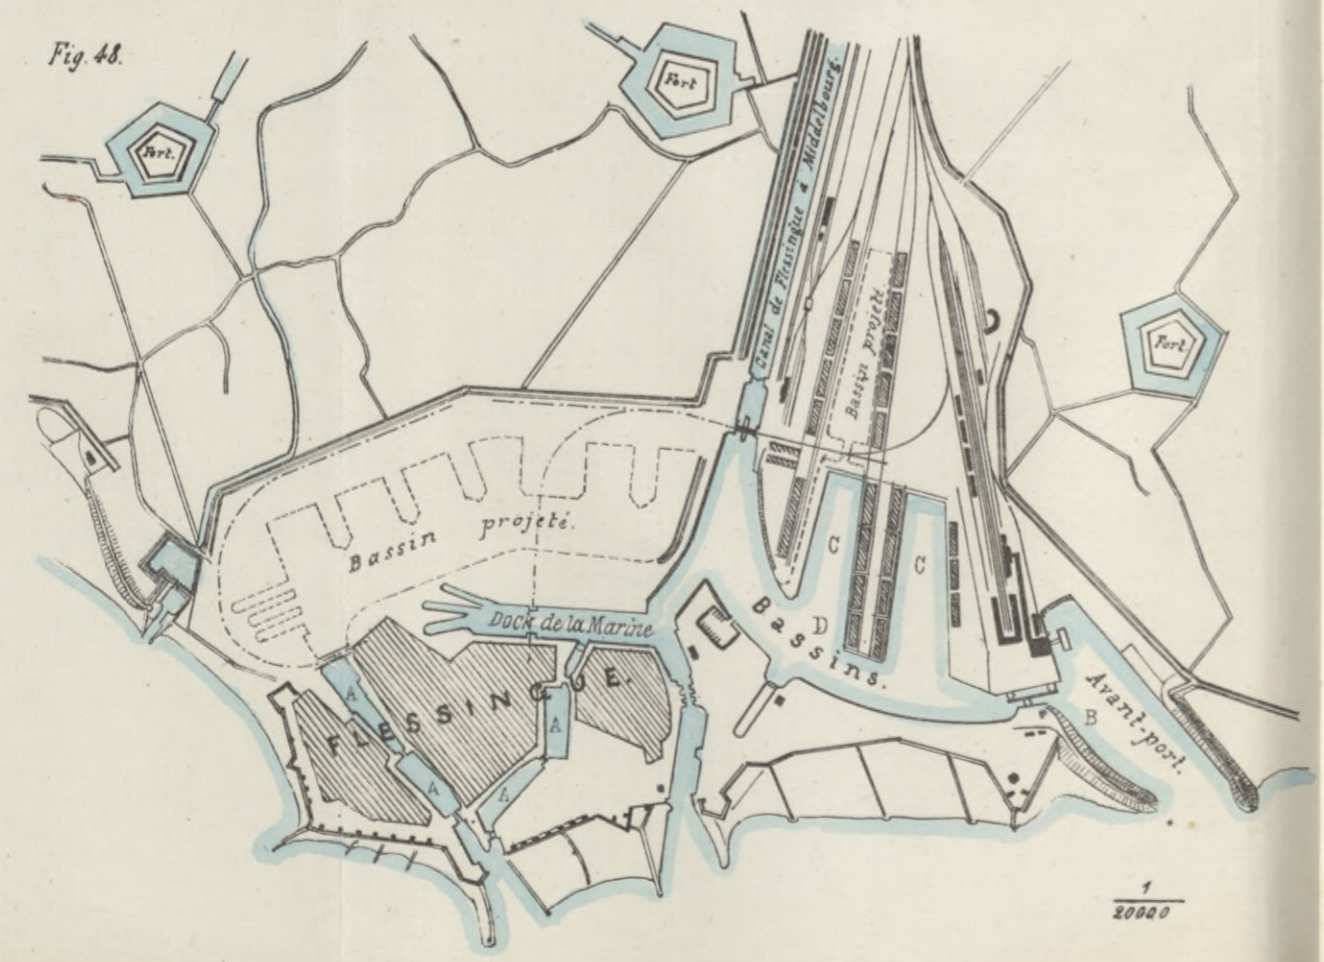 Fig. 48.
Fort.
Fort
Canal de Flessingue à Middelbourg.
Bassin projeté
Fort.
Bassin projeté.
C
C
D
Bassins.
Dock de la Marine
A
FLESSINGUE.
A
A
A
Avant-port.
B
1
20000